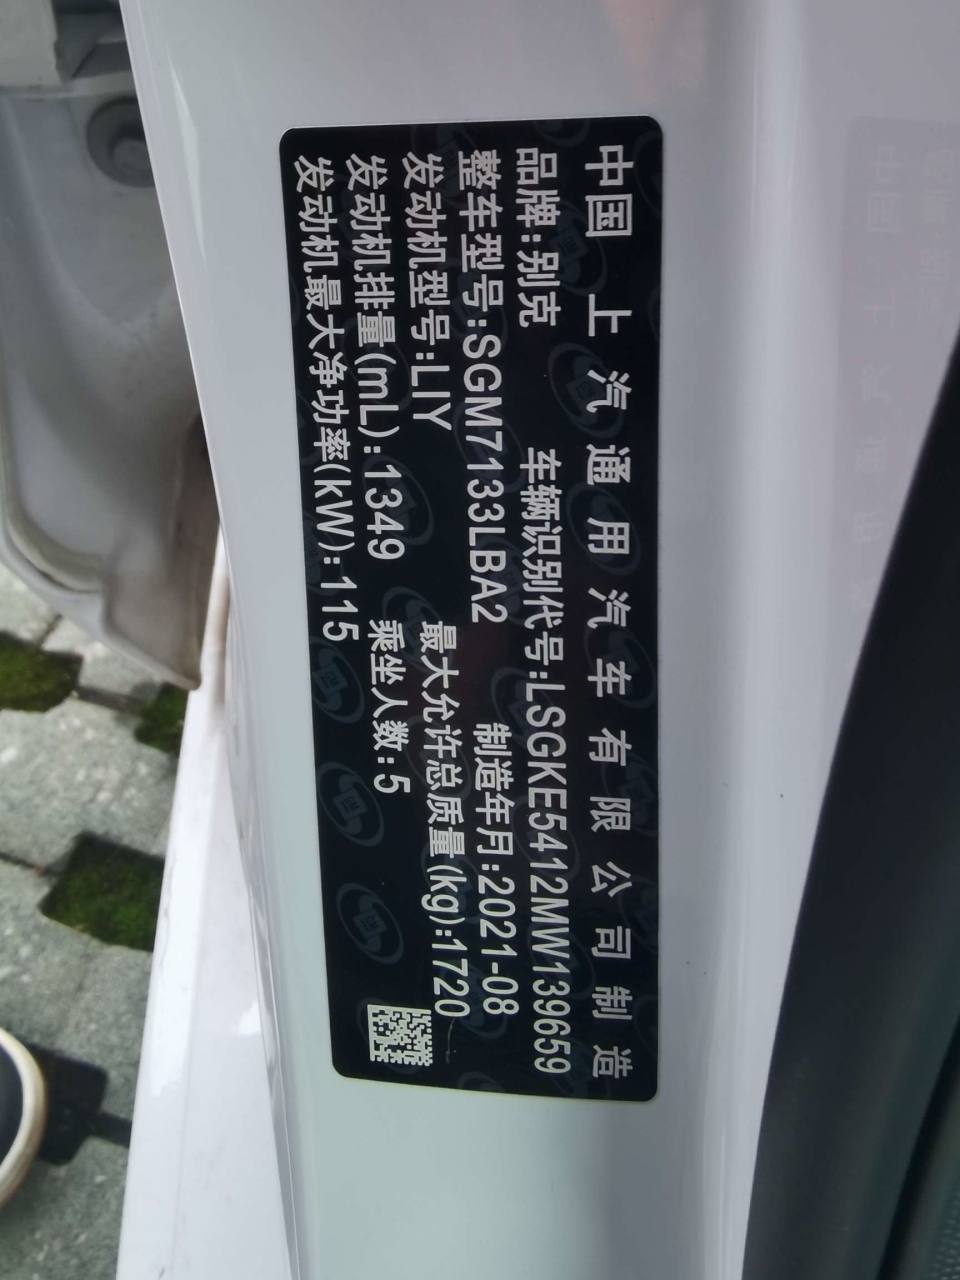 中国上汽通用汽车有限公司制造
品牌:别克 车辆识别代号:LSGKE5412MW139659
整车型号:SGM7133LBA2 制造年月:2021-08
发动机型号:LIY 最大允许总质量(kg):1720
发动机排量(mL):1349 乘坐人数:5
发动机最大净功率(kW):115